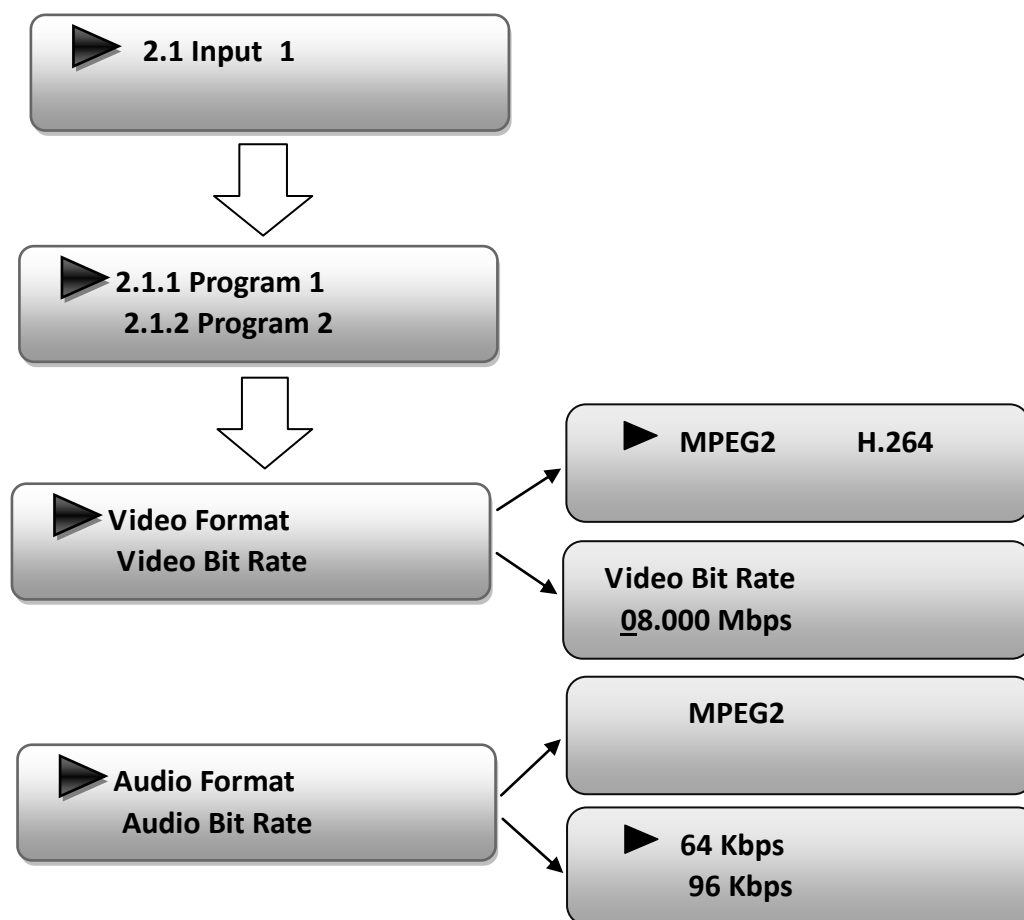 2.1 Input 1
2.1.1 Program 1
2.1.2 Program 2
Video Format
Video Bit Rate
MPEG2 H.264
Video Bit Rate
08.000 Mbps
Audio Format
Audio Bit Rate
MPEG2
64 Kbps
96 Kbps